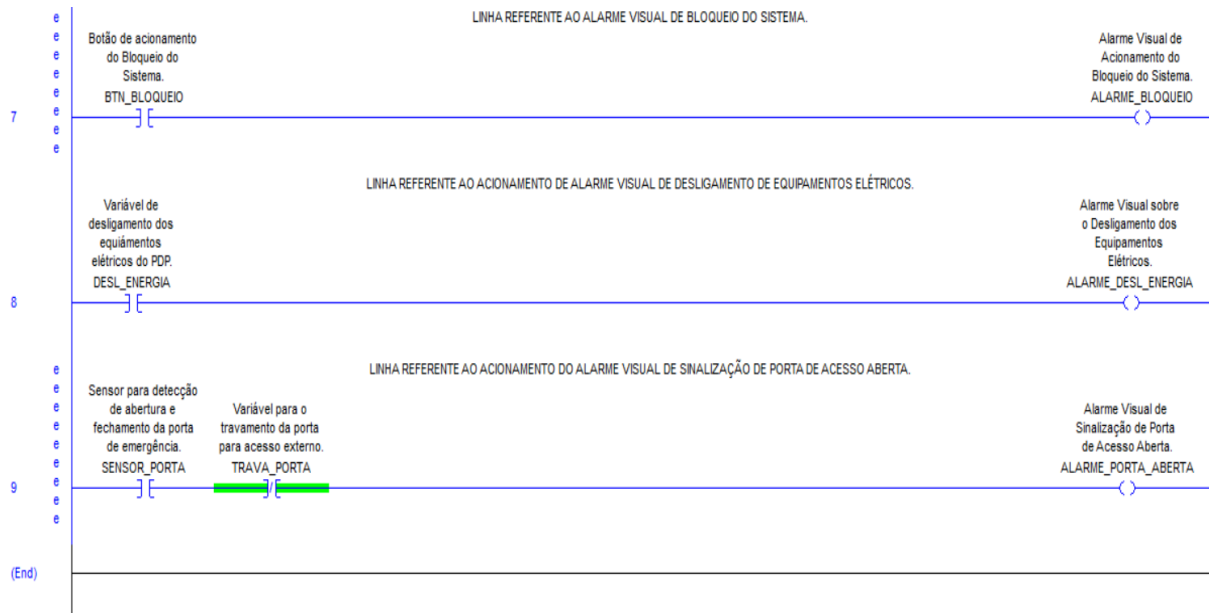 LINHA REFERENTE AO ALARME VISUAL DE BLOQUEIO DO SISTEMA.
e
e
e
e
e
e
e
e
Botão de acionamento
do Bloqueio do
Sistema.
BTN_BLOQUEIO
Alarme Visual de
Acionamento do
Bloqueio do Sistema.
ALARME_BLOQUEIO
7
LINHA REFERENTE AO ACIONAMENTO DE ALARME VISUAL DE DESLIGAMENTO DE EQUIPAMENTOS ELÉTRICOS.
Variável de
desligamento dos
equiámentos
elétricos do PDP.
DESL_ENERGIA
Alarme Visual sobre
o Desligamento dos
Equipamentos
Elétricos.
ALARME_DESL_ENERGIA
8
LINHA REFERENTE AO ACIONAMENTO DO ALARME VISUAL DE SINALIZAÇÃO DE PORTA DE ACESSO ABERTA.
e
e
e
e
e
e
e
e
e
Sensor para detecção
de abertura e
fechamento da porta
de emergência.
SENSOR_PORTA
Variável para o
travamento da porta
para acesso externo.
TRAVA_PORTA
Alarme Visual de
Sinalização de Porta
de Acesso Aberta.
ALARME_PORTA_ABERTA
9
(End)